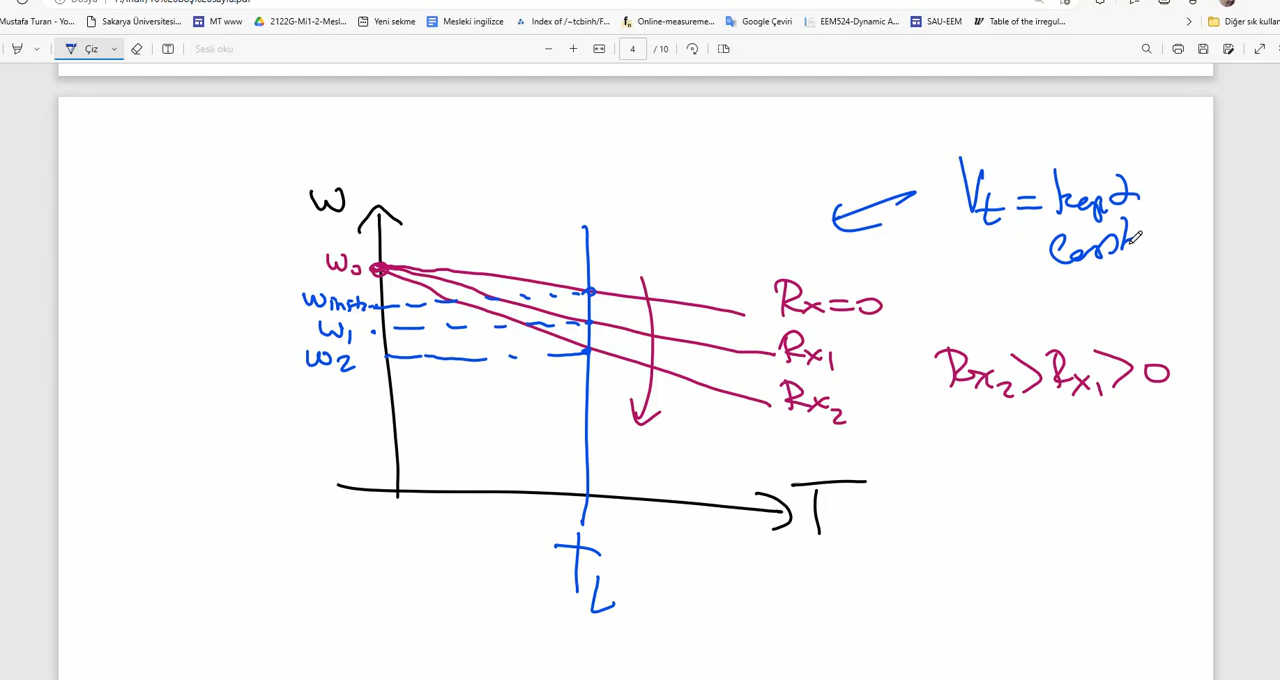 Mustafa Turan - Yo...
Sakarya Üniversitesi...
MT www
2122G-Mi1-2-Mesl...
Yeni sekme
Mesleki ingilizce
Index of /~tcbinh/F...
Online-measureme...
Google Çeviri
EEM524-Dynamic A...
SAU-EEM
Table of the irregul...
Diğer sık kullan
Çiz
Sesli oku
4 / 10
w
w₀
w₁
w₂
Rx=0
Rx₁
Rx₂
Rx₂>Rx₁>0
Vt = kept
const
T
TL